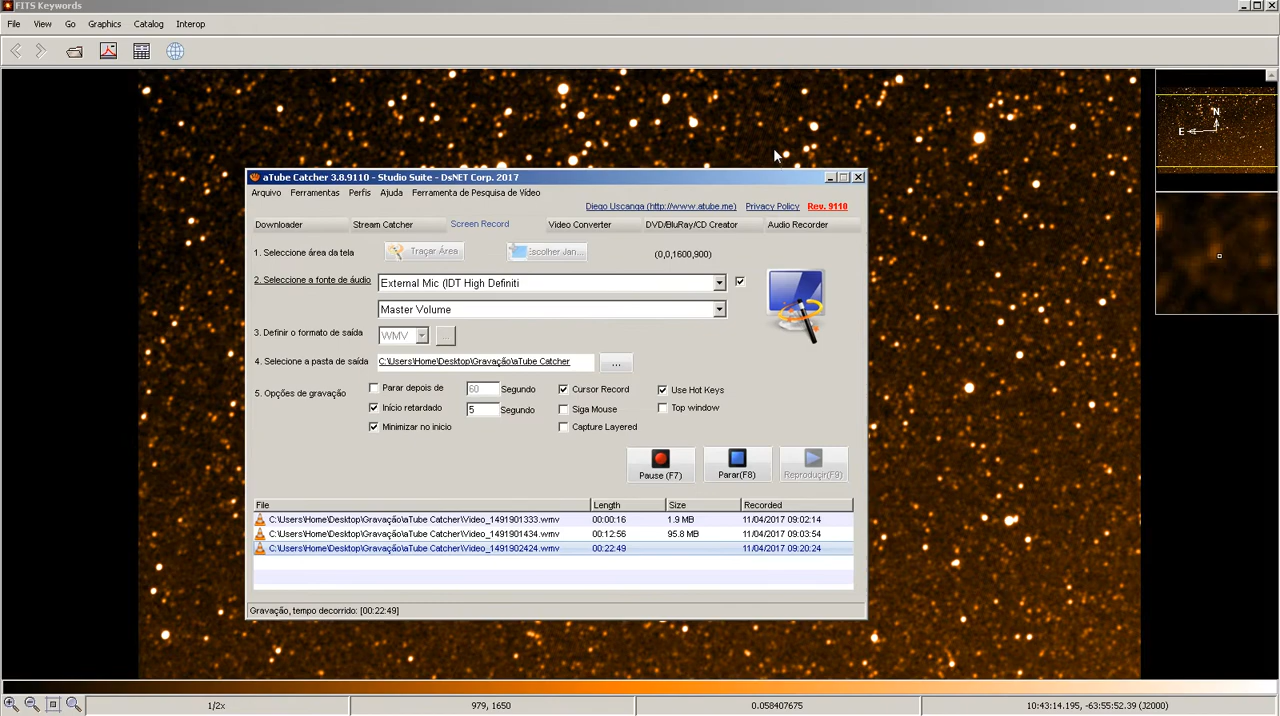 FITS Keywords
File View Go Graphics Catalog Interop
N
E
aTube Catcher 3.8.9110 - Studio Suite - DsNET Corp. 2017
Arquivo Ferramentas Perfis Ajuda Ferramenta de Pesquisa de Vídeo
Diego Uscanga (http://www.atube.me) Privacy Policy Rev. 9110
Downloader Stream Catcher Screen Record Video Converter DVD/BluRay/CD Creator Audio Recorder
1. Seleccione área da tela Traçar Área Escolher Jan... (0,0,1600,900)
2. Seleccione a fonte de áudio External Mic (IDT High Definiti
Master Volume
3. Definir o formato de saída WMV ...
4. Selecione a pasta de saída C:\Users\Home\Desktop\Gravação\aTube Catcher ...
5. Opções de gravação Parar depois de 60 Segundo Cursor Record Use Hot Keys
Início retardado 5 Segundo Siga Mouse Top window
Minimizar no inicio Capture Layered
Pause (F7) Parar(F8) Reproducir(F9)
File Length Size Recorded
C:\Users\Home\Desktop\Gravação\aTube Catcher\Video_1491901333.wmv 00:00:16 1.9 MB 11/04/2017 09:02:14
C:\Users\Home\Desktop\Gravação\aTube Catcher\Video_1491901434.wmv 00:12:56 95.8 MB 11/04/2017 09:03:54
C:\Users\Home\Desktop\Gravação\aTube Catcher\Video_1491902424.wmv 00:22:49 11/04/2017 09:20:24
Gravação, tempo decorrido: [00:22:49]
1/2x 979, 1650 0.058407675 10:43:14.195, -63:55:52.39 (J2000)